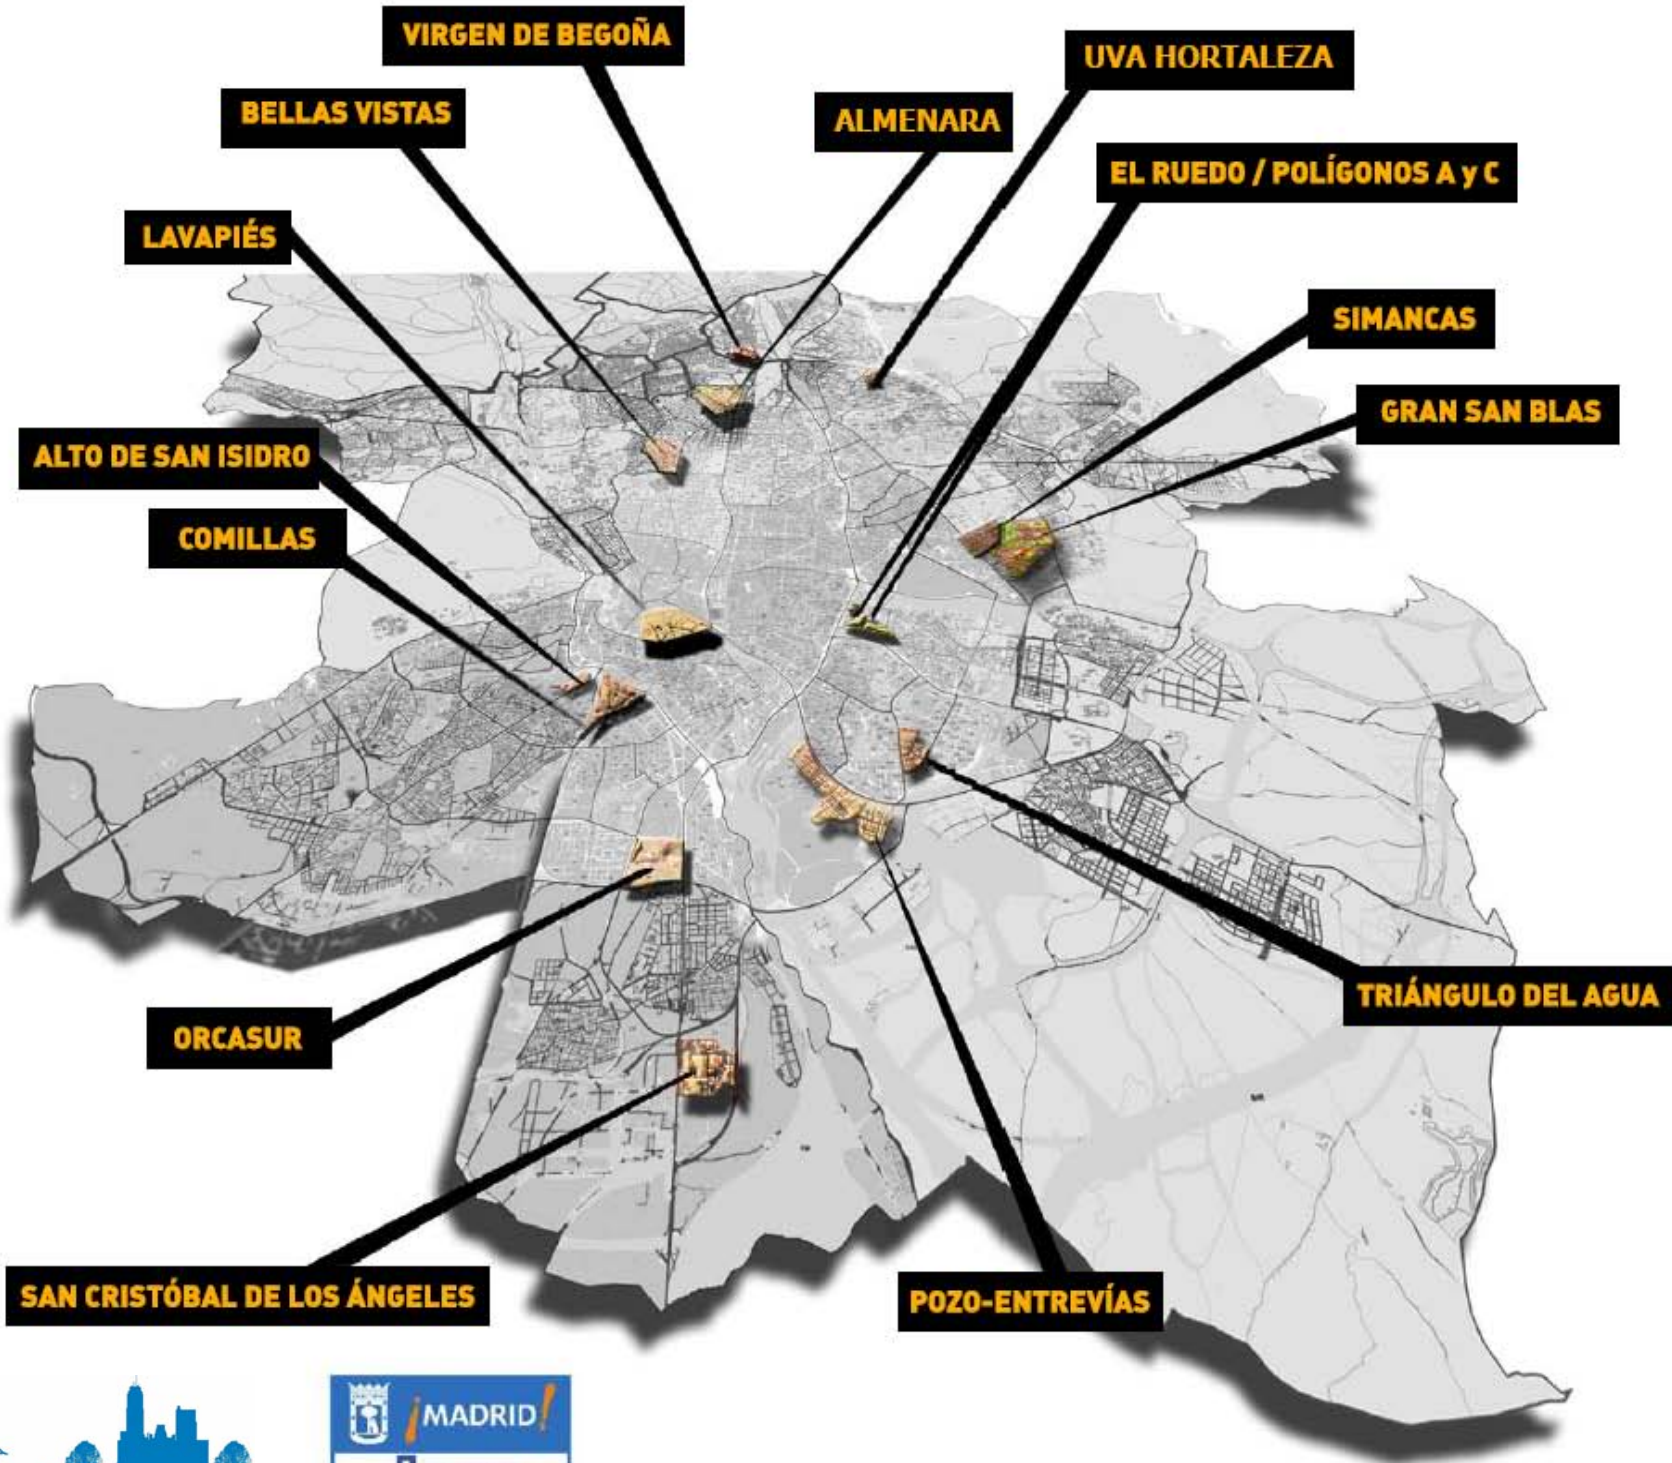 VIRGEN DE BEGOÑA
UVA HORTALEZA
BELLAS VISTAS
ALMENARA
EL RUEDO / POLÍGONOS A y C
LAVAPIÉS
SIMANCAS
GRAN SAN BLAS
ALTO DE SAN ISIDRO
COMILLAS
TRIÁNGULO DEL AGUA
ORCASUR
SAN CRISTÓBAL DE LOS ÁNGELES
POZO-ENTREVÍAS
¡MADRID!